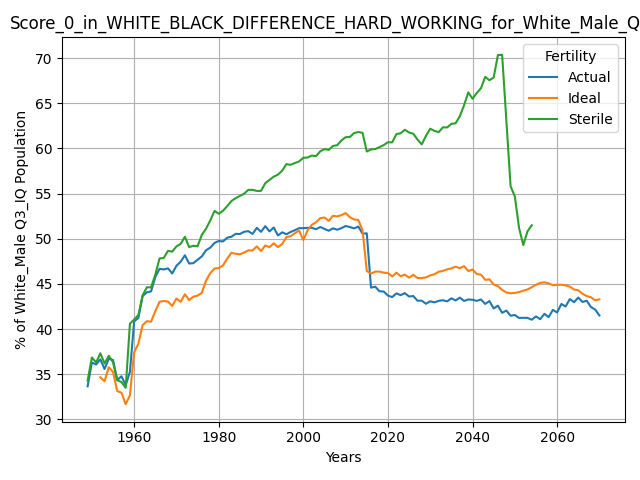 Score_0_in_WHITE_BLACK_DIFFERENCE_HARD_WORKING_for_White_Male_Q
% of White_Male Q3_IQ Population
70
65
60
55
50
45
40
35
30
Fertility
Actual
Ideal
Sterile
1960
1980
2000
2020
2040
2060
Years